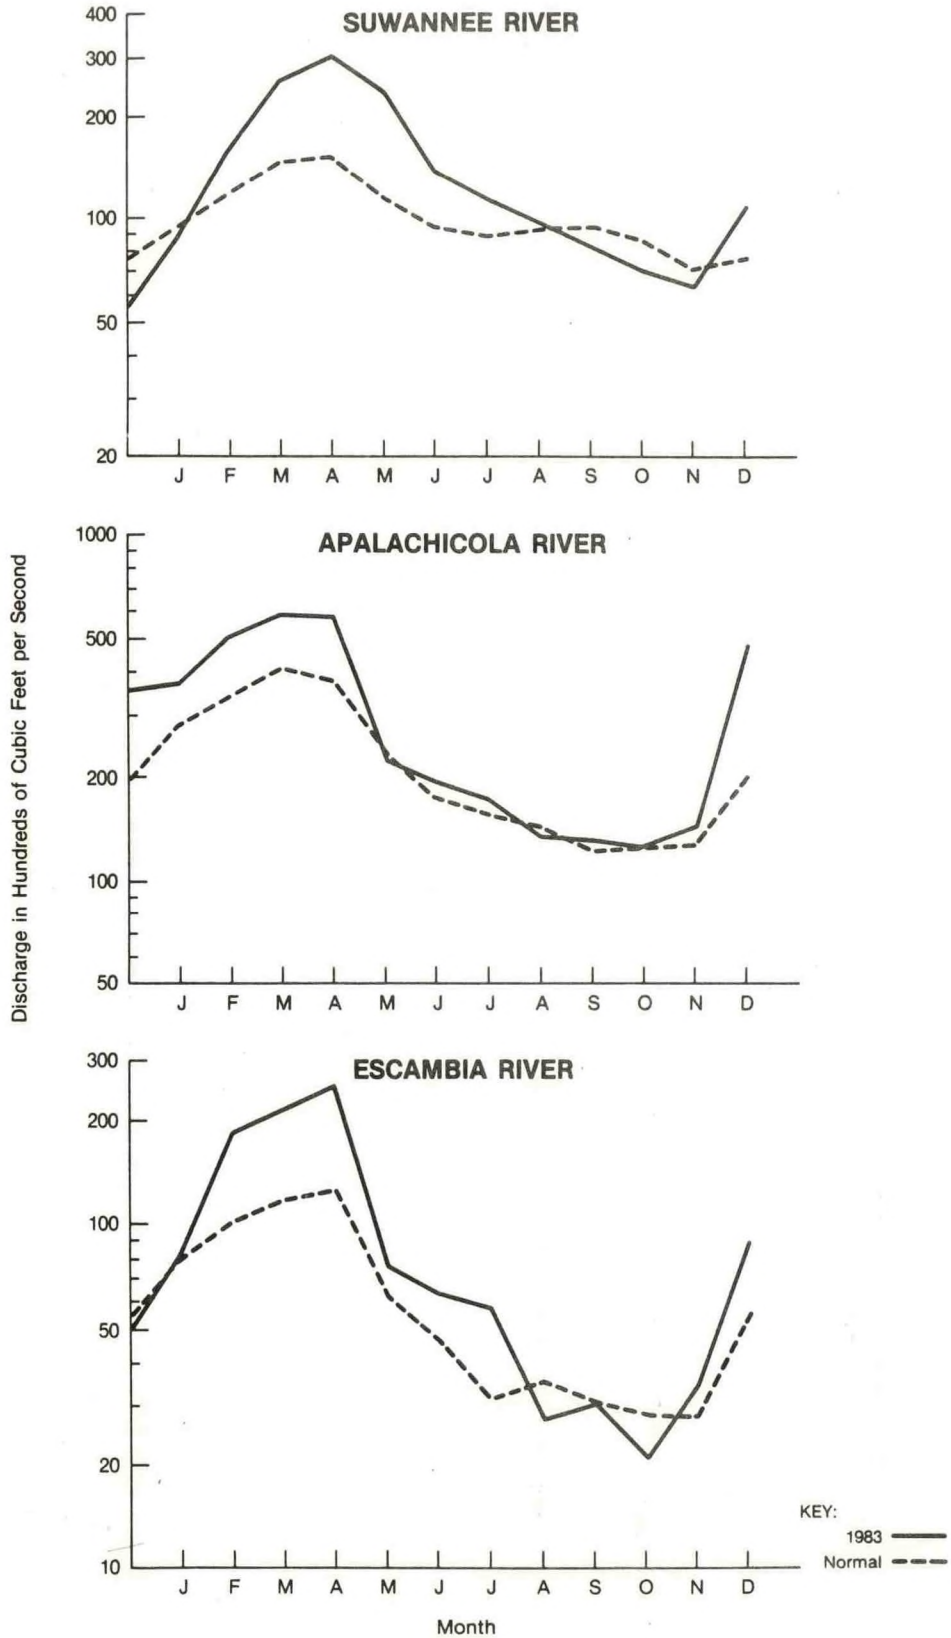 SUWANNEE RIVER
400
300
200
100
50
20
J F M A M J J A S O N D
APALACHICOLA RIVER
1000
500
200
100
50
J F M A M J J A S O N D
Discharge in Hundreds of Cubic Feet per Second
ESCAMBIA RIVER
300
200
100
50
20
10
J F M A M J J A S O N D
Month
KEY:
1983
Normal